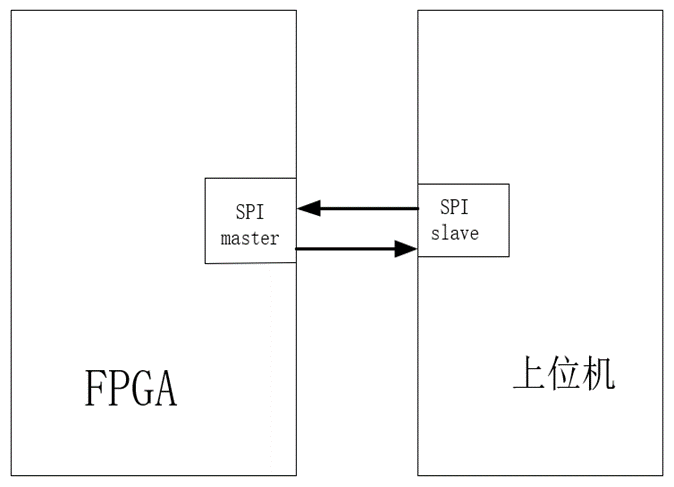 SPI
master
SPI
slave
FPGA
上位机